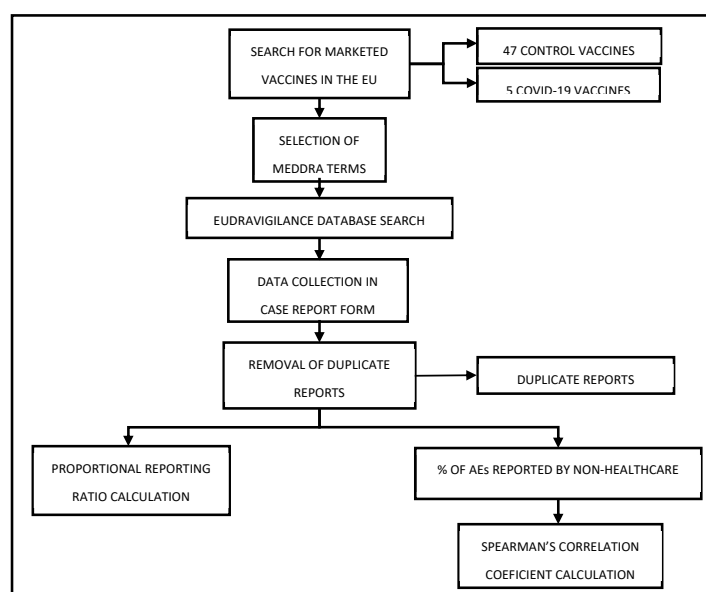 SEARCH FOR MARKETED
VACCINES IN THE EU
47 CONTROL VACCINES
5 COVID-19 VACCINES
SELECTION OF
MEDDRA TERMS
EUDRAVIGILANCE DATABASE SEARCH
DATA COLLECTION IN
CASE REPORT FORM
REMOVAL OF DUPLICATE
REPORTS
DUPLICATE REPORTS
PROPORTIONAL REPORTING
RATIO CALCULATION
% OF AEs REPORTED BY NON-HEALTHCARE
SPEARMAN’S CORRELATION
COEFICIENT CALCULATION